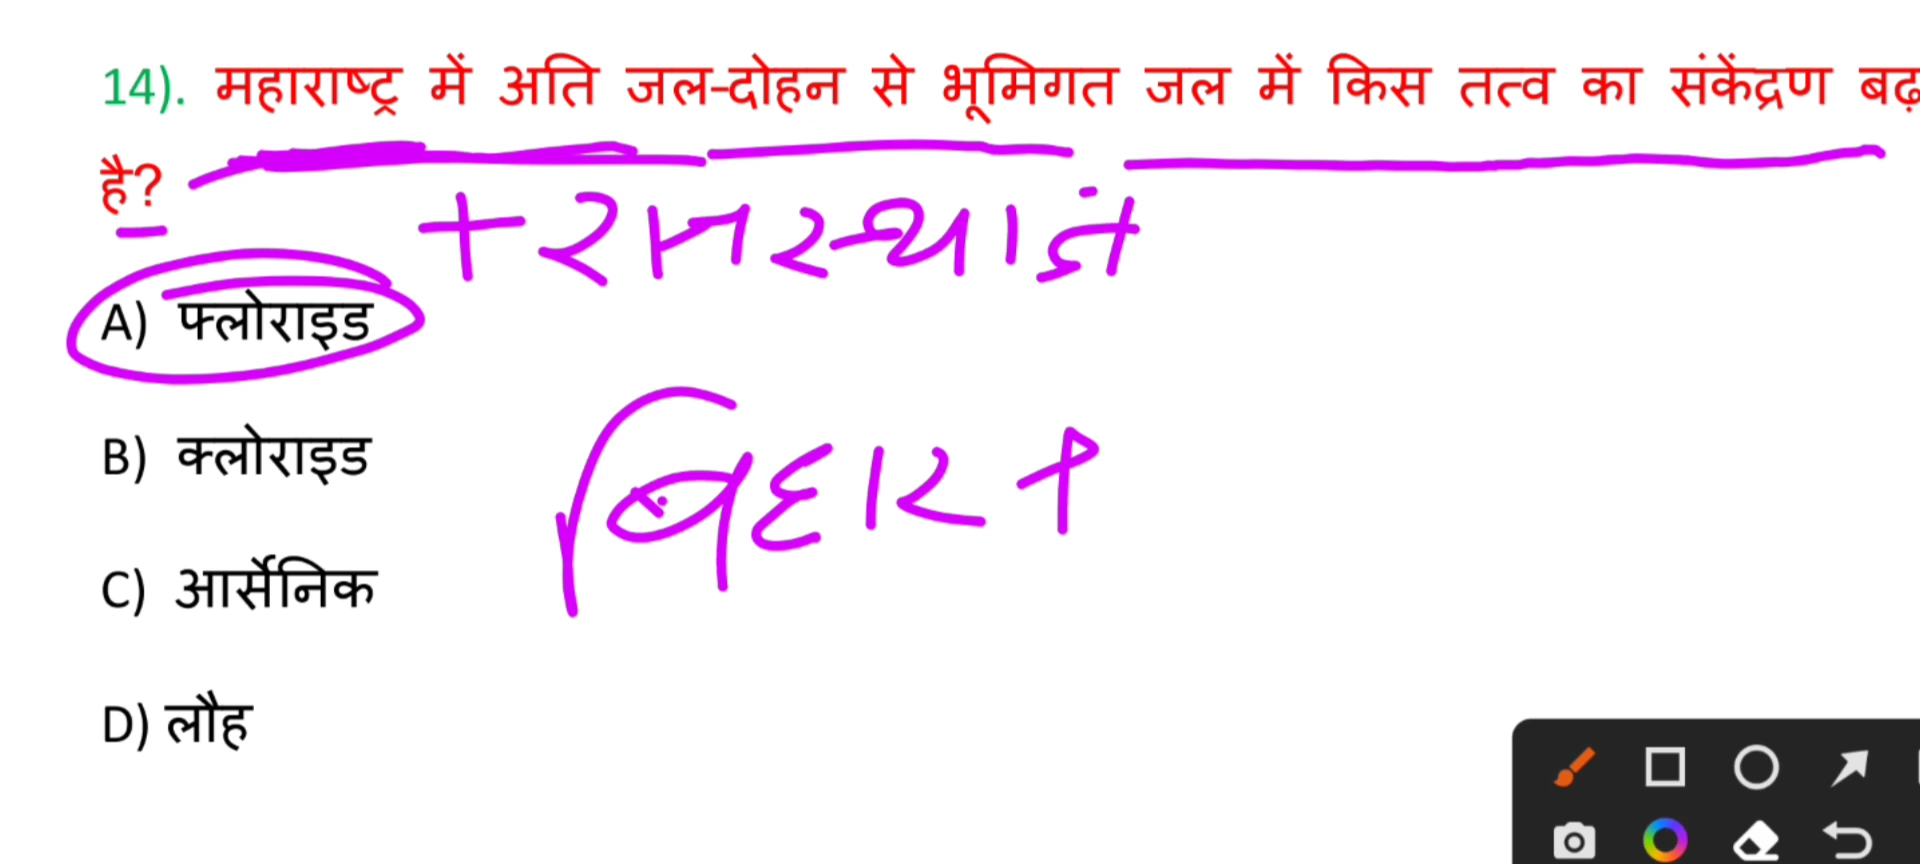 14). महाराष्ट्र में अति जल-दोहन से भूमिगत जल में किस तत्व का संकेंद्रण बढ़
है?
A) फ्लोराइड
B) क्लोराइड
बिहार
C) आर्सेनिक
D) लौह